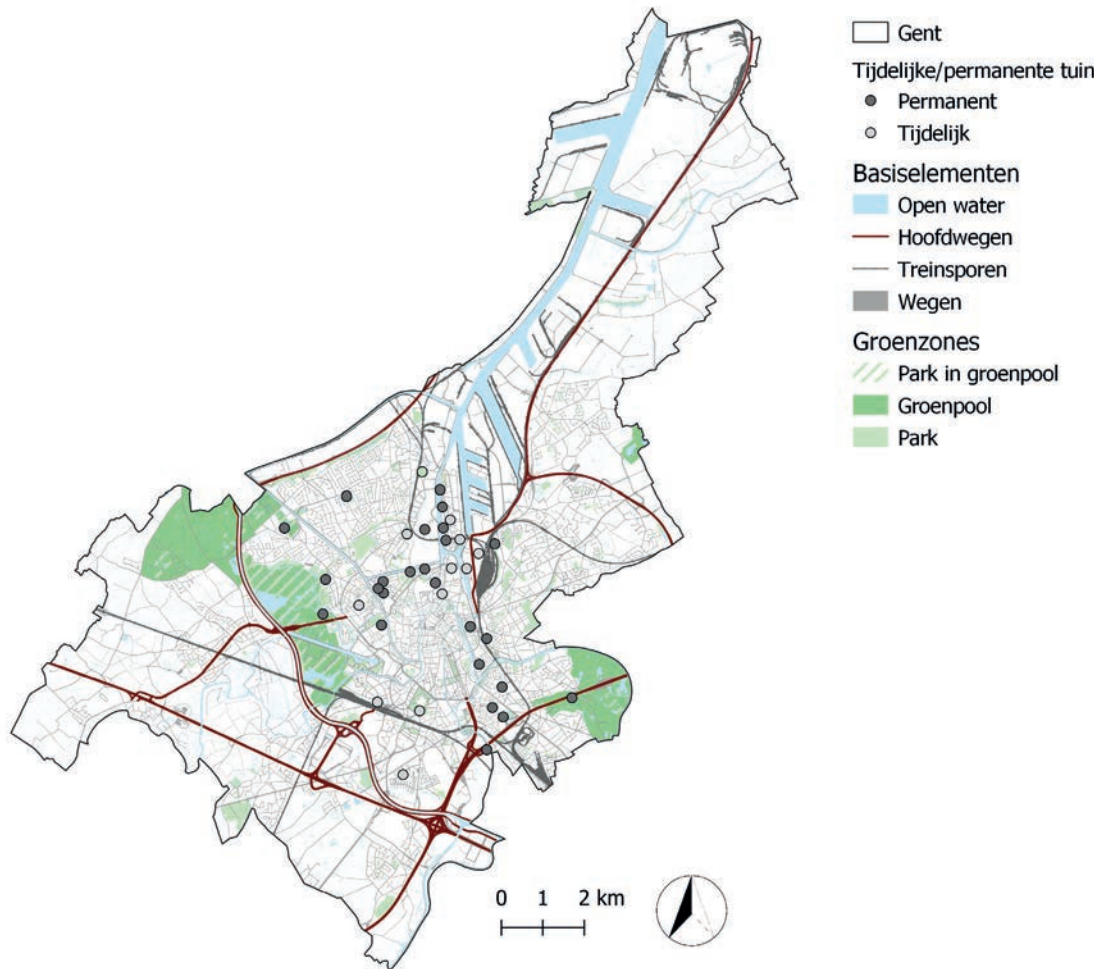 Gent
Tijdelijke/permanente tuin
Permanent
Tijdelijk
Basiselementen
Open water
Hoofdwegen
Treinsporen
Wegen
Groenzones
Park in groenpool
Groenpool
Park
0 1 2 km